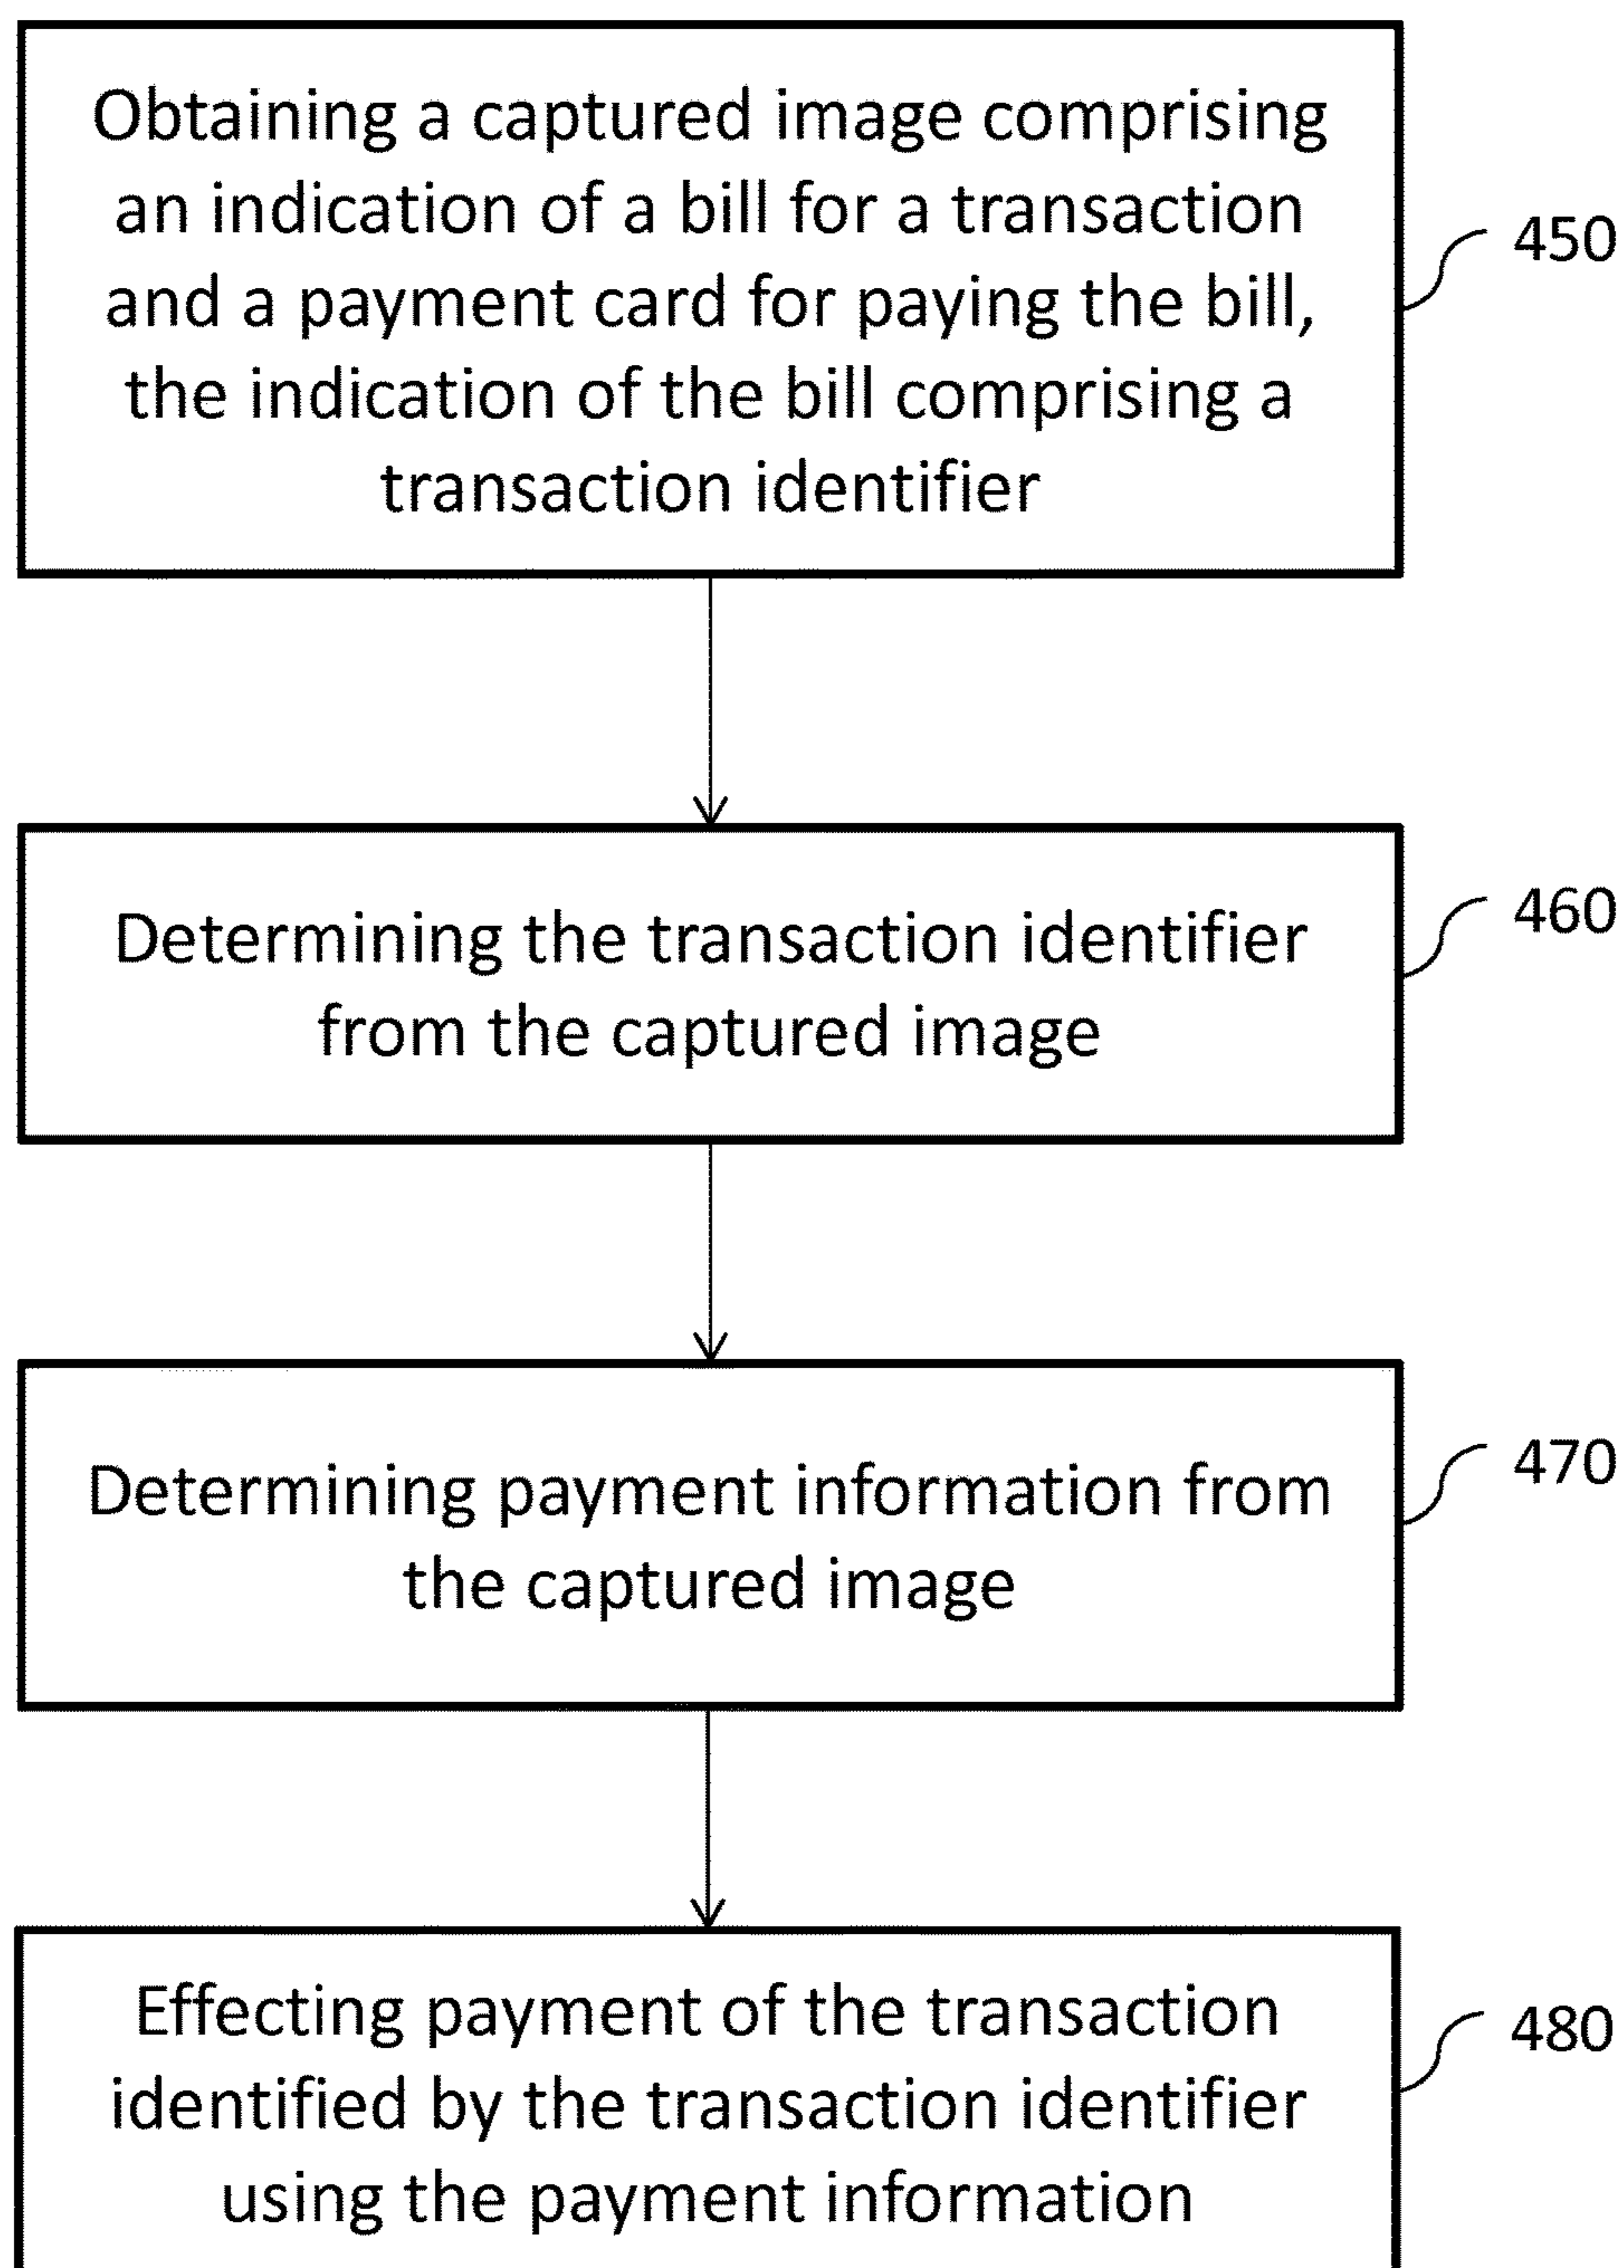 Obtaining a captured image comprising
an indication of a bill for a transaction
and a payment card for paying the bill,
the indication of the bill comprising a
transaction identifier
450
Determining the transaction identifier
from the captured image
460
Determining payment information from
the captured image
470
Effecting payment of the transaction
identified by the transaction identifier
using the payment information
480